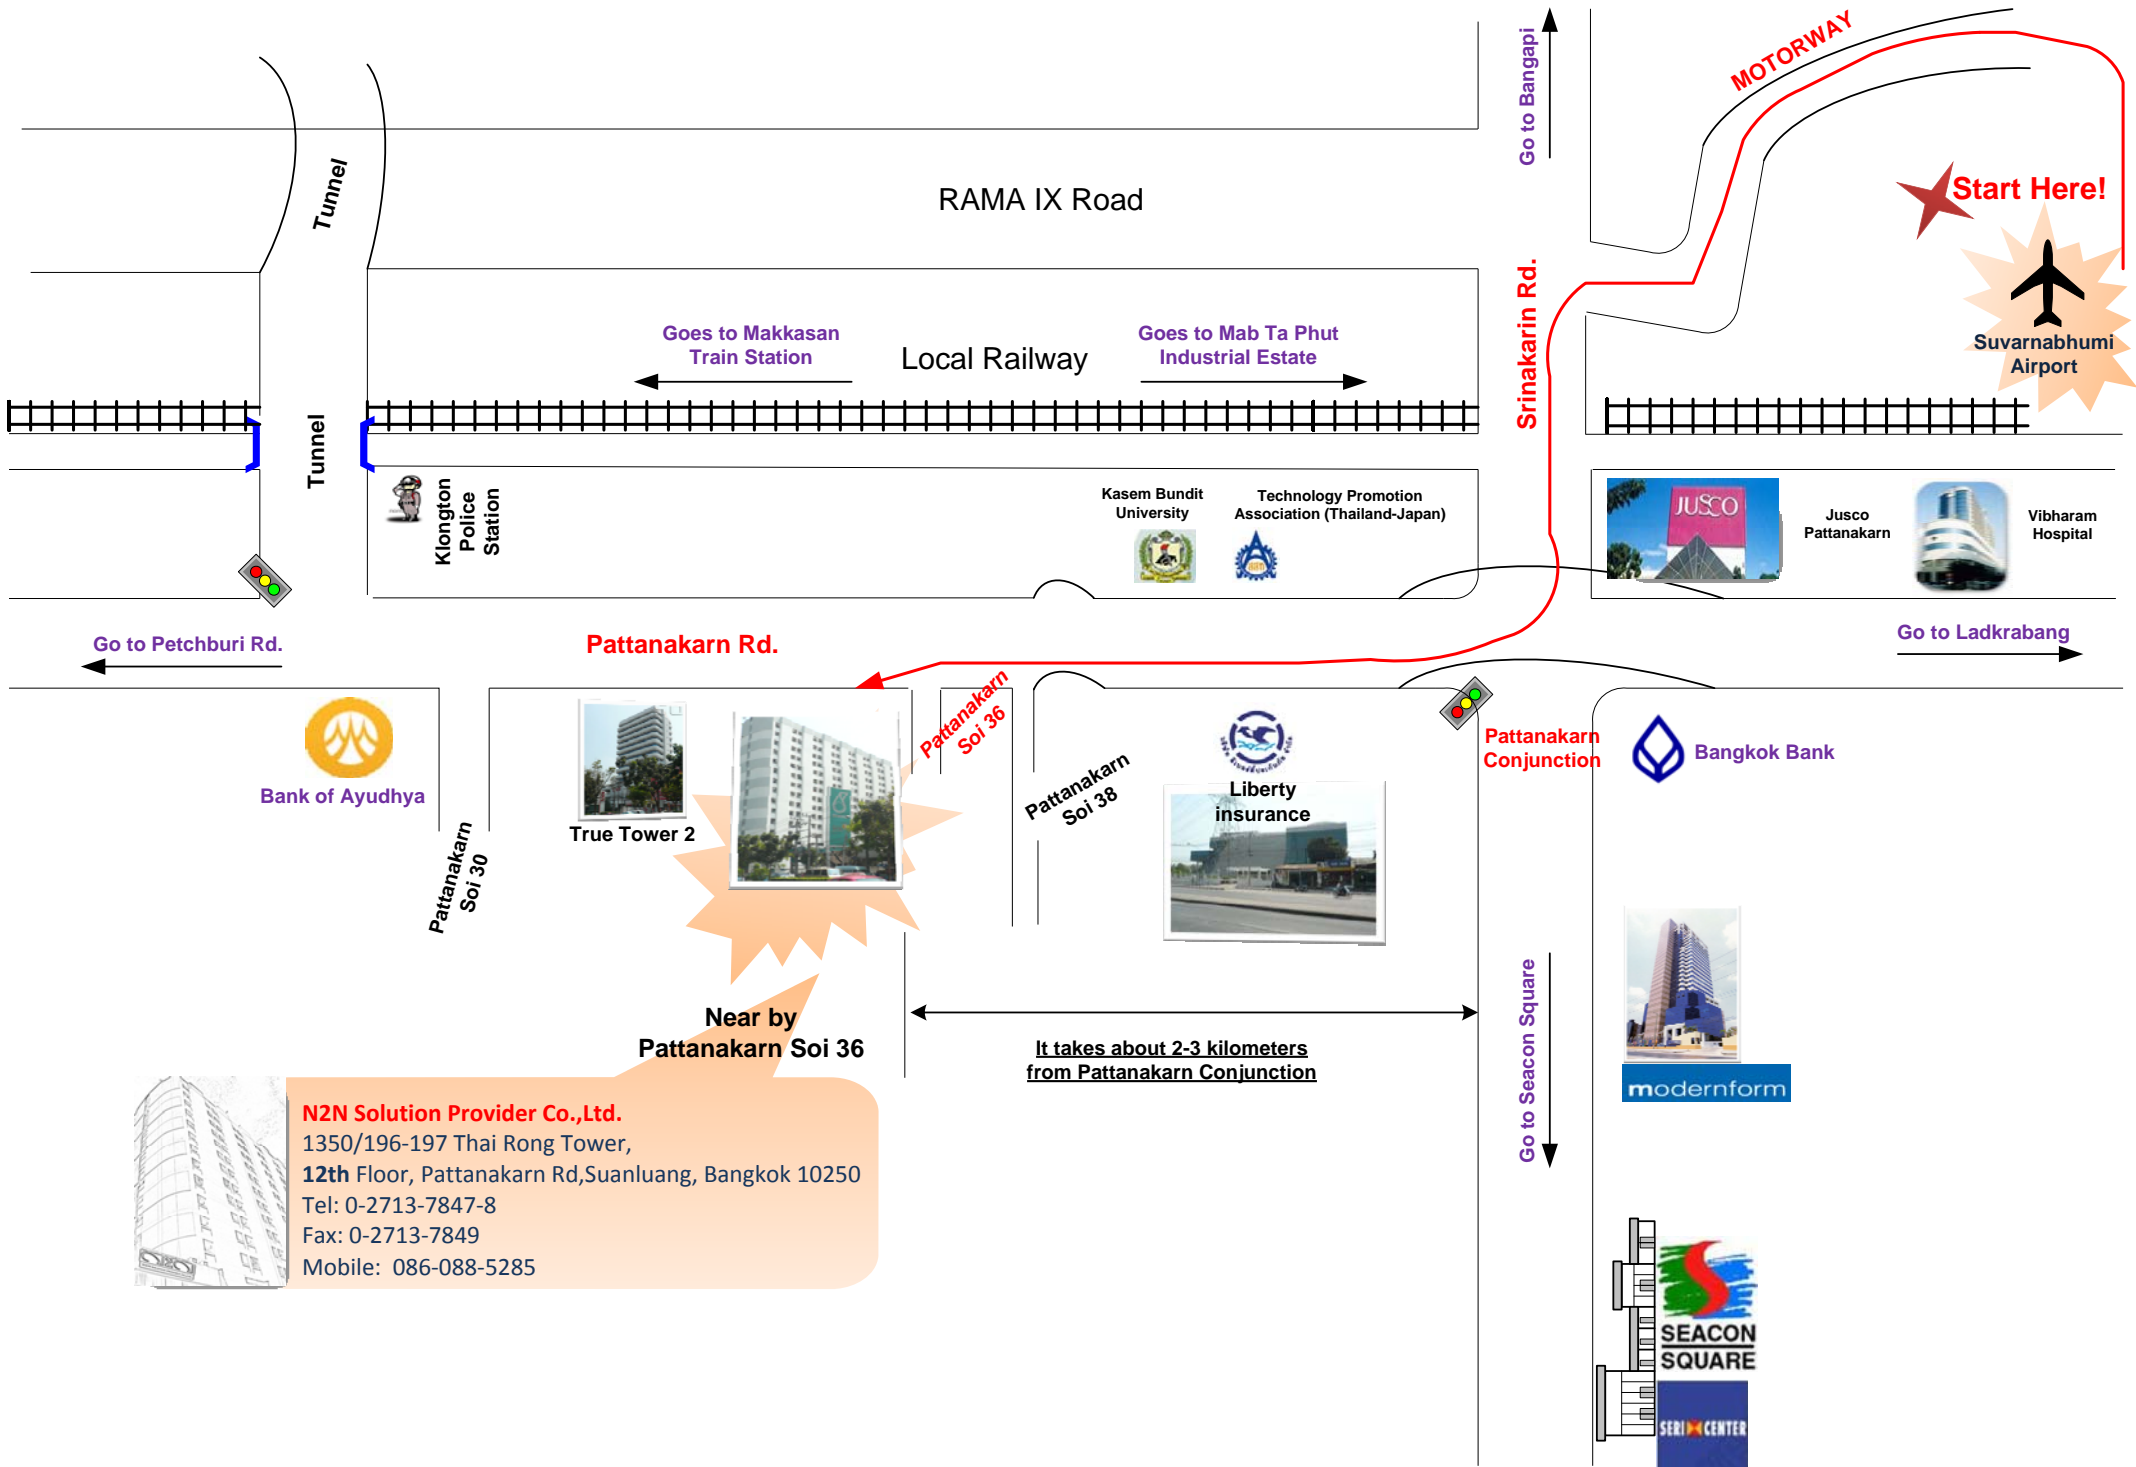 MOTORWAY
Go to Bangapi
Tunnel
RAMA IX Road
Start Here!
Srinakarin Rd.
Goes to Makkasan
Train Station
Local Railway
Goes to Mab Ta Phut
Industrial Estate
Suvarnabhumi
Airport
Tunnel
Klongton
Police
Station
Kasem Bundit
University
Technology Promotion
Association (Thailand-Japan)
JUSCO
Jusco
Pattanakarn
Vibharam
Hospital
Go to Petchburi Rd.
Pattanakarn Rd.
Go to Ladkrabang
Pattanakarn
Soi 36
Bank of Ayudhya
Pattanakarn
Soi 30
True Tower 2
Pattanakarn
Soi 38
Liberty
insurance
Pattanakarn
Conjunction
Bangkok Bank
Near by
Pattanakarn Soi 36
It takes about 2-3 kilometers
from Pattanakarn Conjunction
Go to Seacon Square
modernform
N2N Solution Provider Co.,Ltd.
1350/196-197 Thai Rong Tower,
12th Floor, Pattanakarn Rd,Suanluang, Bangkok 10250
Tel: 0-2713-7847-8
Fax: 0-2713-7849
Mobile:  086-088-5285
SEACON
SQUARE
SERI CENTER